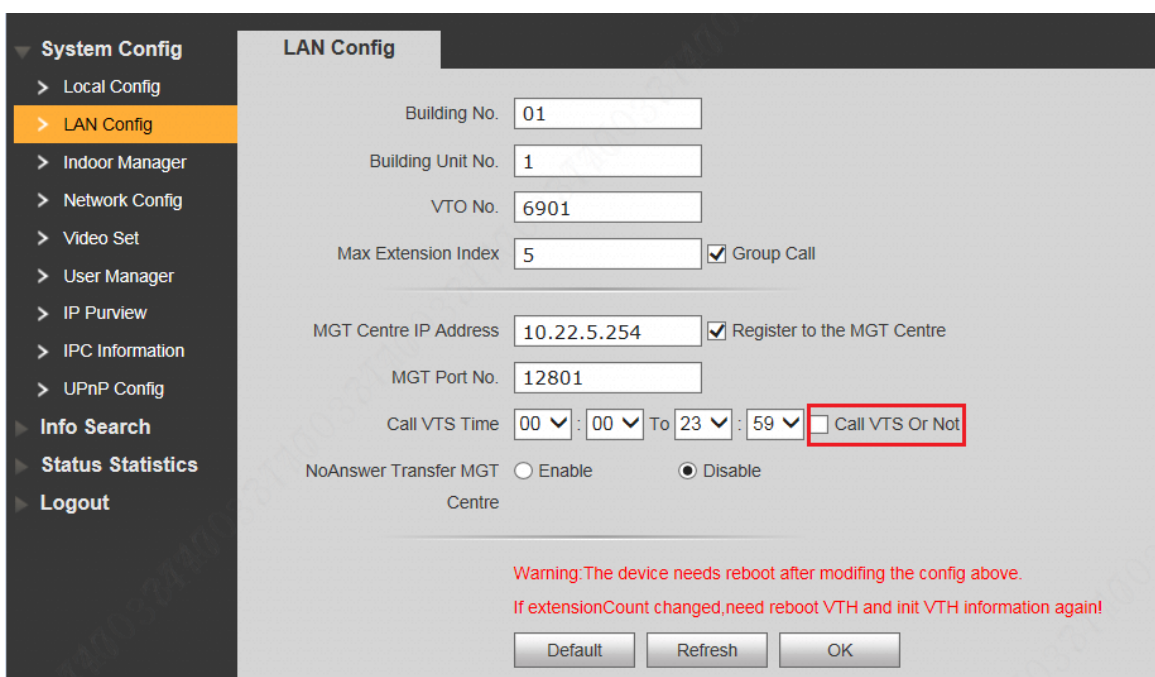 System Config
Local Config
LAN Config
Indoor Manager
Network Config
Video Set
User Manager
IP Purview
IPC Information
UPnP Config
Info Search
Status Statistics
Logout
LAN Config
Building No. 01
Building Unit No. 1
VTO No. 6901
Max Extension Index 5 Group Call
MGT Centre IP Address 10.22.5.254 Register to the MGT Centre
MGT Port No. 12801
Call VTS Time 00 : 00 To 23 : 59 Call VTS Or Not
NoAnswer Transfer MGT Enable Disable
Centre
Warning:The device needs reboot after modifing the config above.
If extensionCount changed,need reboot VTH and init VTH information again!
Default Refresh OK